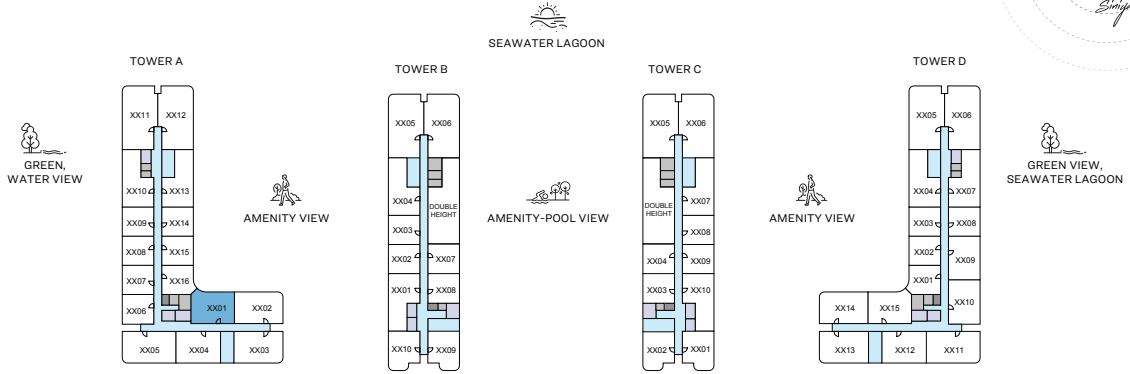 SEAWATER LAGOON
TOWER A
TOWER B
TOWER C
TOWER D
GREEN,
WATER VIEW
AMENITY VIEW
AMENITY-POOL VIEW
AMENITY VIEW
GREEN VIEW,
SEAWATER LAGOON
XX11 XX12
XX10 XX13
XX09 XX14
XX08 XX15
XX07 XX16
XX06 XX01 XX02
XX05 XX04 XX03
XX05 XX06
XX04 DOUBLE
HEIGHT
XX03
XX02 XX07
XX01 XX08
XX10 XX09
XX05 XX06
DOUBLE
HEIGHT
XX07
XX08
XX04 XX09
XX03 XX10
XX02 XX01
XX05 XX06
XX04 XX07
XX03 XX08
XX02 XX09
XX01 XX10
XX14 XX15
XX13 XX12 XX11